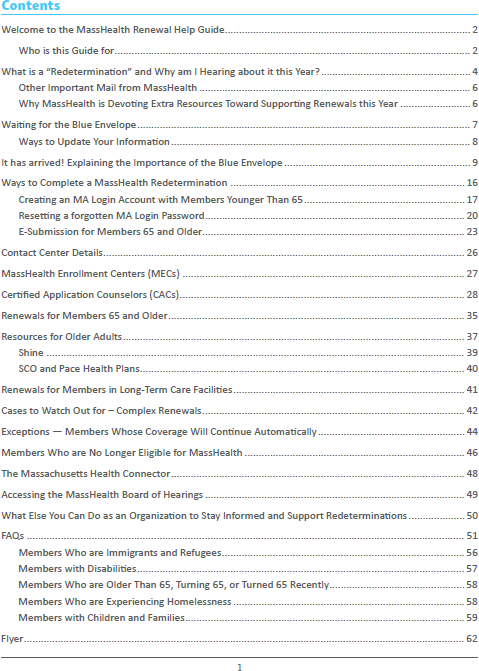 Contents
Welcome to the MassHealth Renewal Help Guide 2
Who is this Guide for 2
What is a “Redetermination” and Why am I Hearing about it this Year? 4
Other Important Mail from MassHealth 6
Why MassHealth is Devoting Extra Resources Toward Supporting Renewals this Year 6
Waiting for the Blue Envelope 7
Ways to Update Your Information 8
It has arrived! Explaining the Importance of the Blue Envelope 9
Ways to Complete a MassHealth Redetermination 16
Creating an MA Login Account with Members Younger Than 65 17
Resetting a forgotten MA Login Password 20
E-Submission for Members 65 and Older 23
Contact Center Details 26
MassHealth Enrollment Centers (MECs) 27
Certified Application Counselors (CACs) 28
Renewals for Members 65 and Older 35
Resources for Older Adults 37
Shine 39
SCO and Pace Health Plans 40
Renewals for Members in Long-Term Care Facilities 41
Cases to Watch Out for – Complex Renewals 42
Exceptions — Members Whose Coverage Will Continue Automatically 44
Members Who are No Longer Eligible for MassHealth 46
The Massachusetts Health Connector 48
Accessing the MassHealth Board of Hearings 49
What Else You Can Do as an Organization to Stay Informed and Support Redeterminations 50
FAQs 51
Members Who are Immigrants and Refugees 56
Members with Disabilities 57
Members Who are Older Than 65, Turning 65, or Turned 65 Recently 58
Members Who are Experiencing Homelessness 58
Members with Children and Families 59
Flyer 62
1